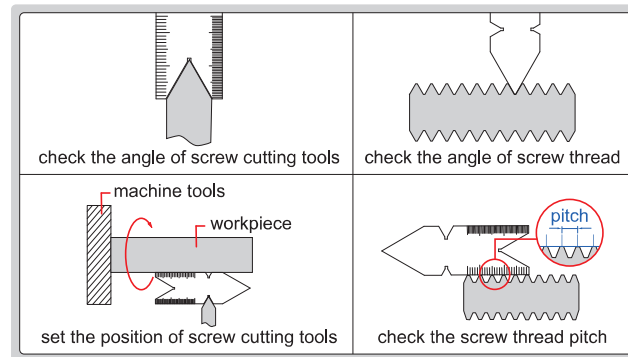 check the angle of screw cutting tools
check the angle of screw thread
machine tools
workpiece
set the position of screw cutting tools
pitch
check the screw thread pitch